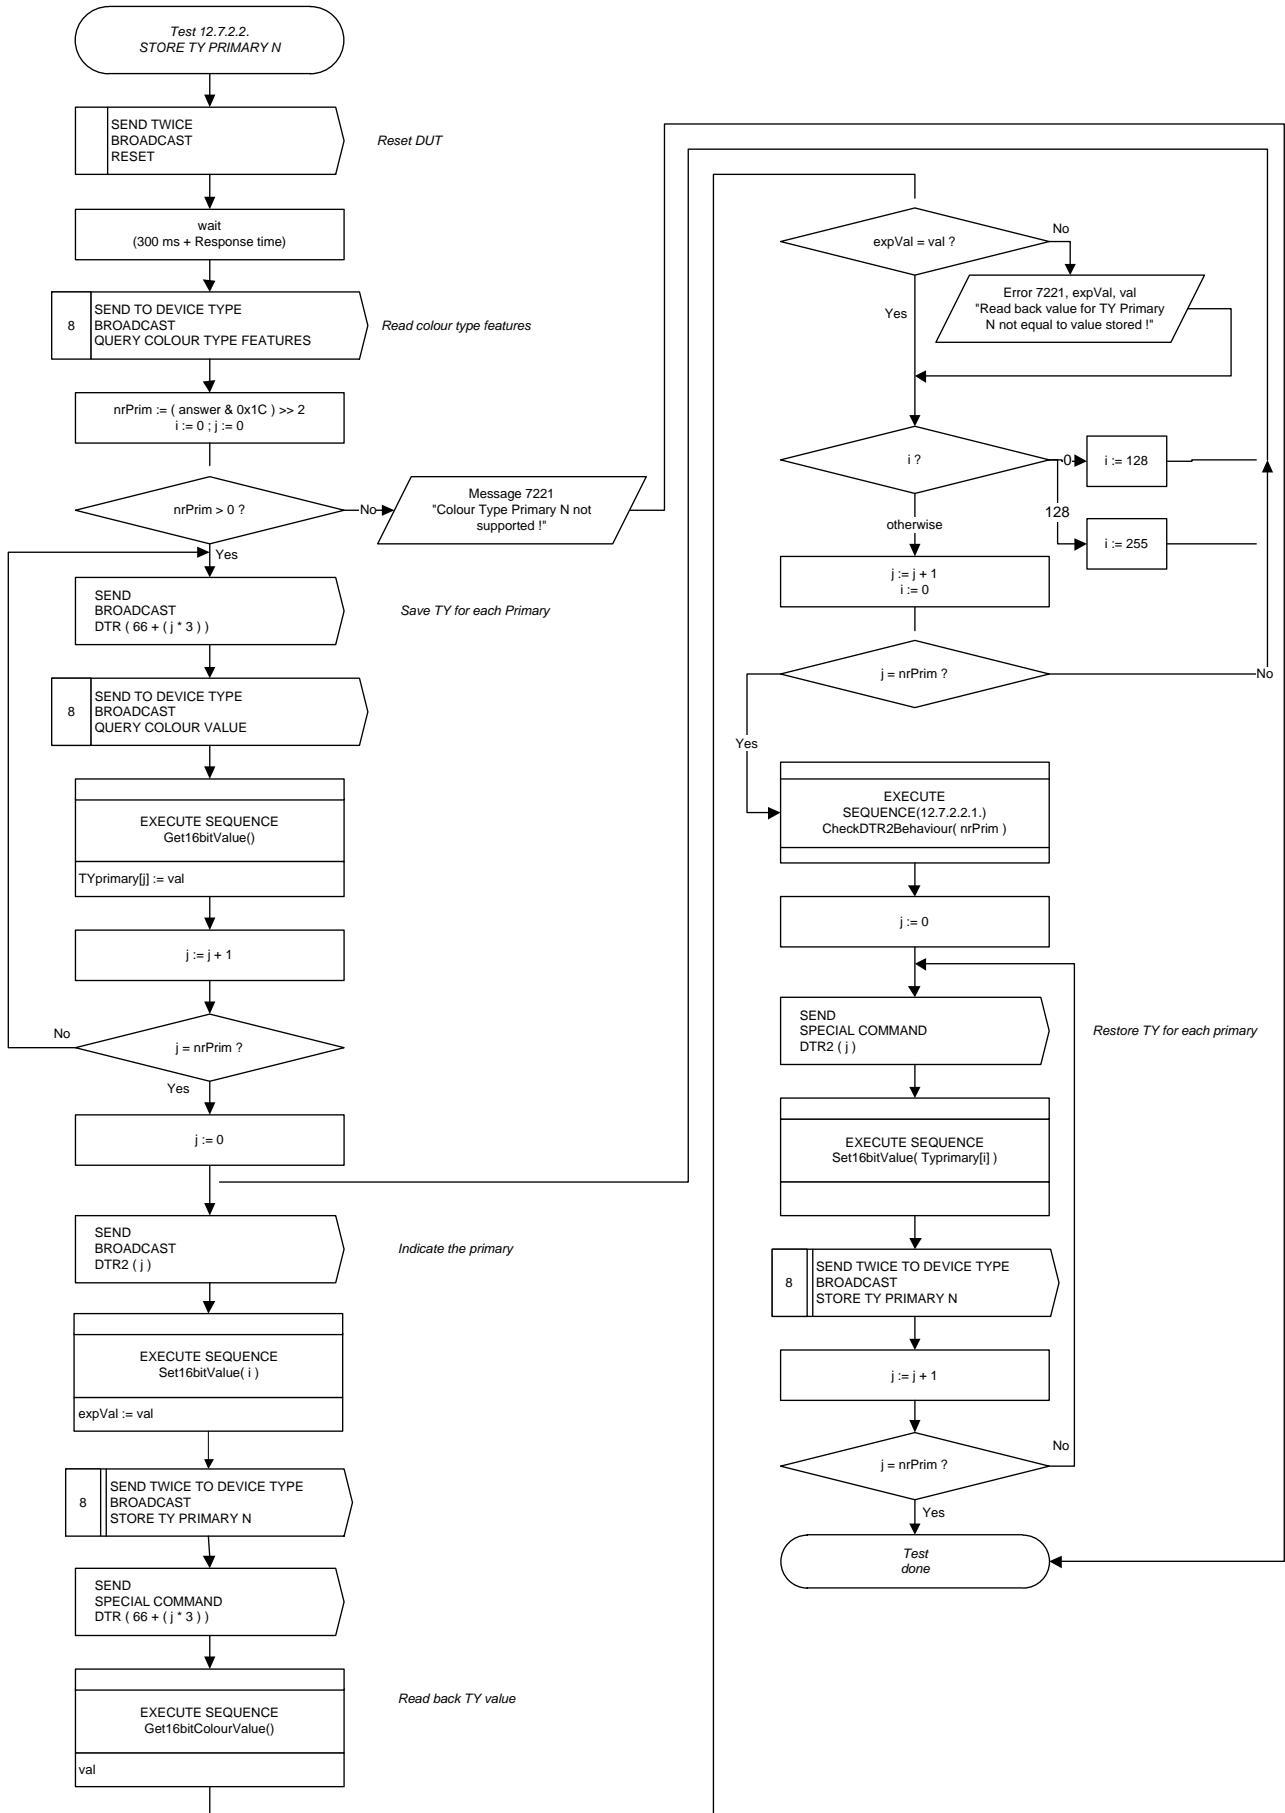 Test 12.7.2.2.
STORE TY PRIMARY N
SEND TWICE
BROADCAST
RESET
Reset DUT
wait
(300 ms + Response time)
8
SEND TO DEVICE TYPE
BROADCAST
QUERY COLOUR TYPE FEATURES
Read colour type features
nrPrim := ( answer & 0x1C ) >> 2
i := 0 ; j := 0
nrPrim > 0 ?
No
Message 7221
"Colour Type Primary N not
supported !"
Yes
SEND
BROADCAST
DTR ( 66 + ( j * 3 ) )
Save TY for each Primary
8
SEND TO DEVICE TYPE
BROADCAST
QUERY COLOUR VALUE
EXECUTE SEQUENCE
Get16bitValue()
TYprimary[j] := val
j := j + 1
No
j = nrPrim ?
Yes
j := 0
SEND
BROADCAST
DTR2 ( j )
Indicate the primary
EXECUTE SEQUENCE
Set16bitValue( i )
expVal := val
8
SEND TWICE TO DEVICE TYPE
BROADCAST
STORE TY PRIMARY N
SEND
SPECIAL COMMAND
DTR ( 66 + ( j * 3 ) )
EXECUTE SEQUENCE
Get16bitColourValue()
val
Read back TY value
expVal = val ?
No
Error 7221, expVal, val
"Read back value for TY Primary
N not equal to value stored !"
Yes
i ?
0
i := 128
128
i := 255
otherwise
j := j + 1
i := 0
j = nrPrim ?
No
Yes
EXECUTE
SEQUENCE(12.7.2.2.1.)
CheckDTR2Behaviour( nrPrim )
j := 0
SEND
SPECIAL COMMAND
DTR2 ( j )
Restore TY for each primary
EXECUTE SEQUENCE
Set16bitValue( Typrimary[i] )
8
SEND TWICE TO DEVICE TYPE
BROADCAST
STORE TY PRIMARY N
j := j + 1
j = nrPrim ?
No
Yes
Test
done